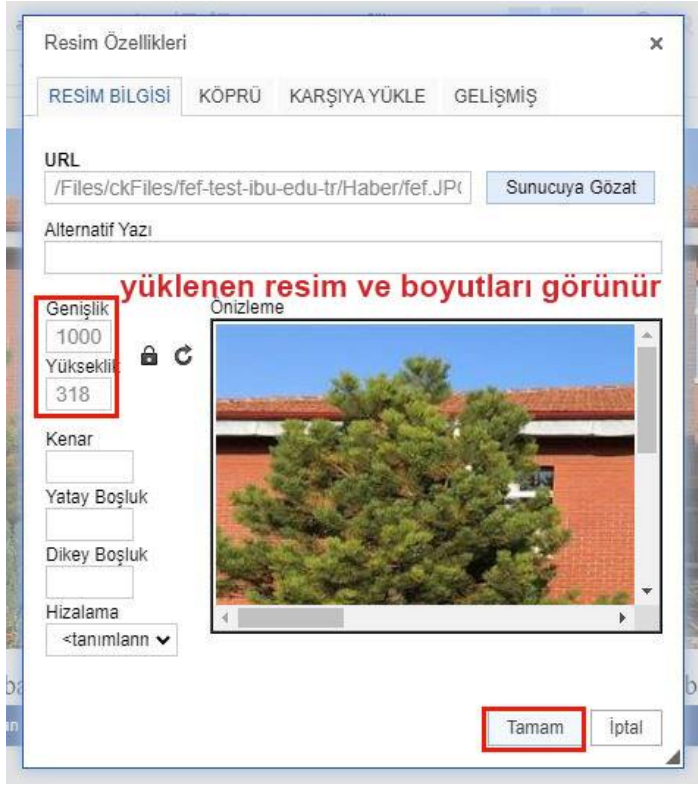 Resim Özellikleri
RESİM BİLGİSİ KÖPRÜ KARŞIYA YÜKLE GELİŞMİŞ
URL
/Files/ckFiles/fef-test-ibu-edu-tr/Haber/fef.JP Sunucuya Gözat
Alternatif Yazı
yüklenen resim ve boyutları görünür
Genişlik Önizleme
1000
Yükseklik
318
Kenar
Yatay Boşluk
Dikey Boşluk
Hizalama
<tanımlanm
Tamam İptal